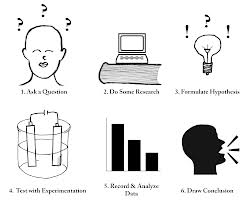 ? ? ?
! ! !
1. Ask a Question
2. Do Some Research
3. Formulate Hypothesis
4. Test with Experimentation
5. Record & Analyze
Data
6. Draw Conclusion